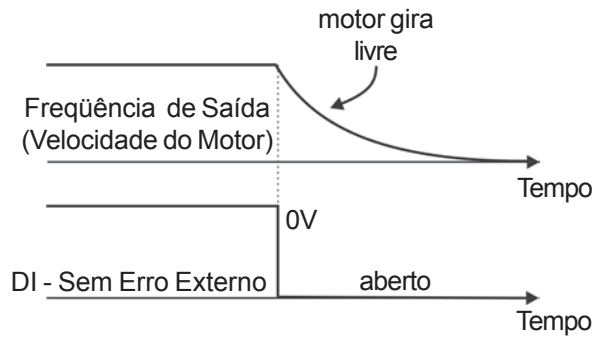 motor gira
livre
Freqüência de Saída
(Velocidade do Motor)
Tempo
0V
DI - Sem Erro Externo
aberto
Tempo